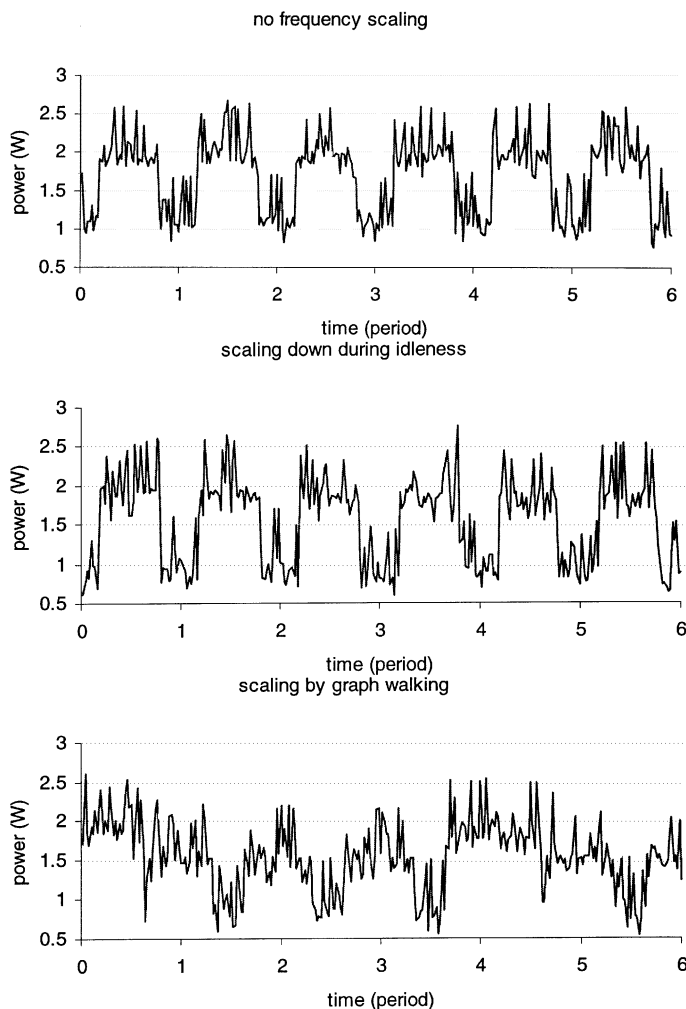 no frequency scaling
3
2.5
2
1.5
1
0.5
power (W)
0 1 2 3 4 5 6
time (period)
scaling down during idleness
3
2.5
2
1.5
1
0.5
power (W)
0 1 2 3 4 5 6
time (period)
scaling by graph walking
3
2.5
2
1.5
1
0.5
power (W)
0 1 2 3 4 5 6
time (period)